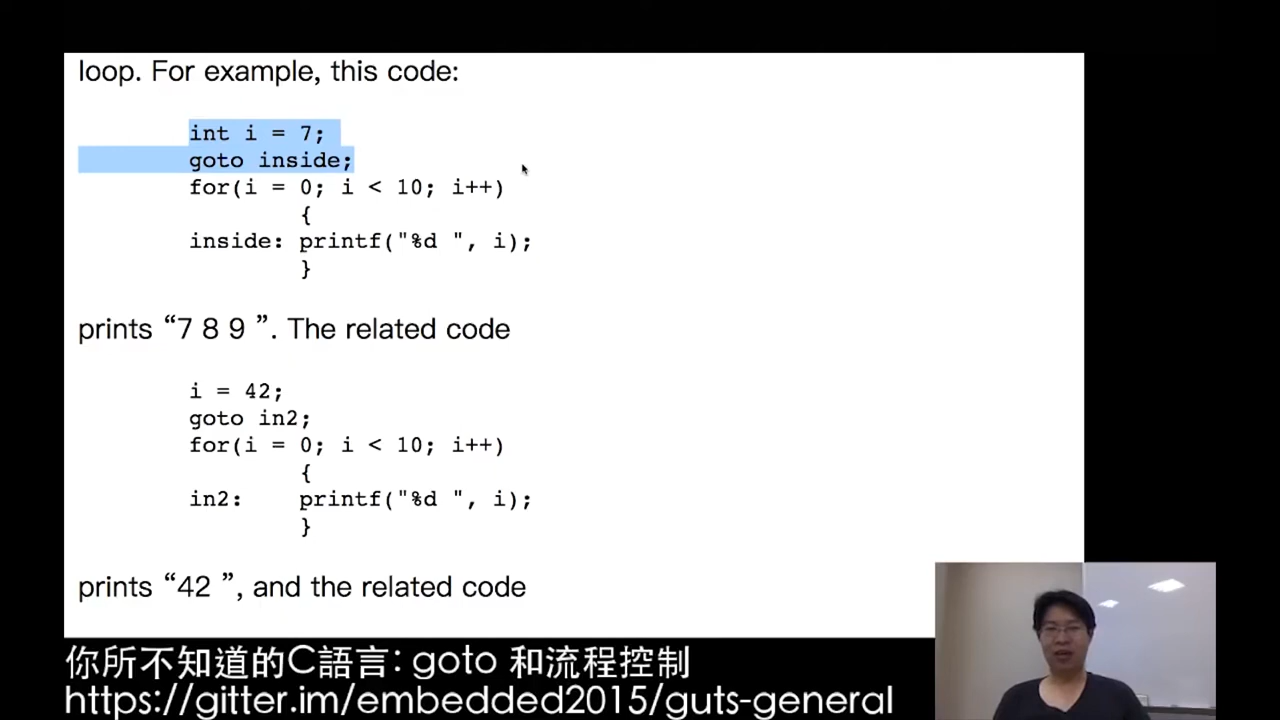 loop. For example, this code:
int i = 7;
goto inside;
for(i = 0; i < 10; i++)
{
inside: printf("%d ", i);
}
prints “7 8 9 ”. The related code
i = 42;
goto in2;
for(i = 0; i < 10; i++)
{
in2: printf("%d ", i);
}
prints “42 ”, and the related code
你所不知道的C語言: goto 和流程控制
https://gitter.im/embedded2015/guts-general